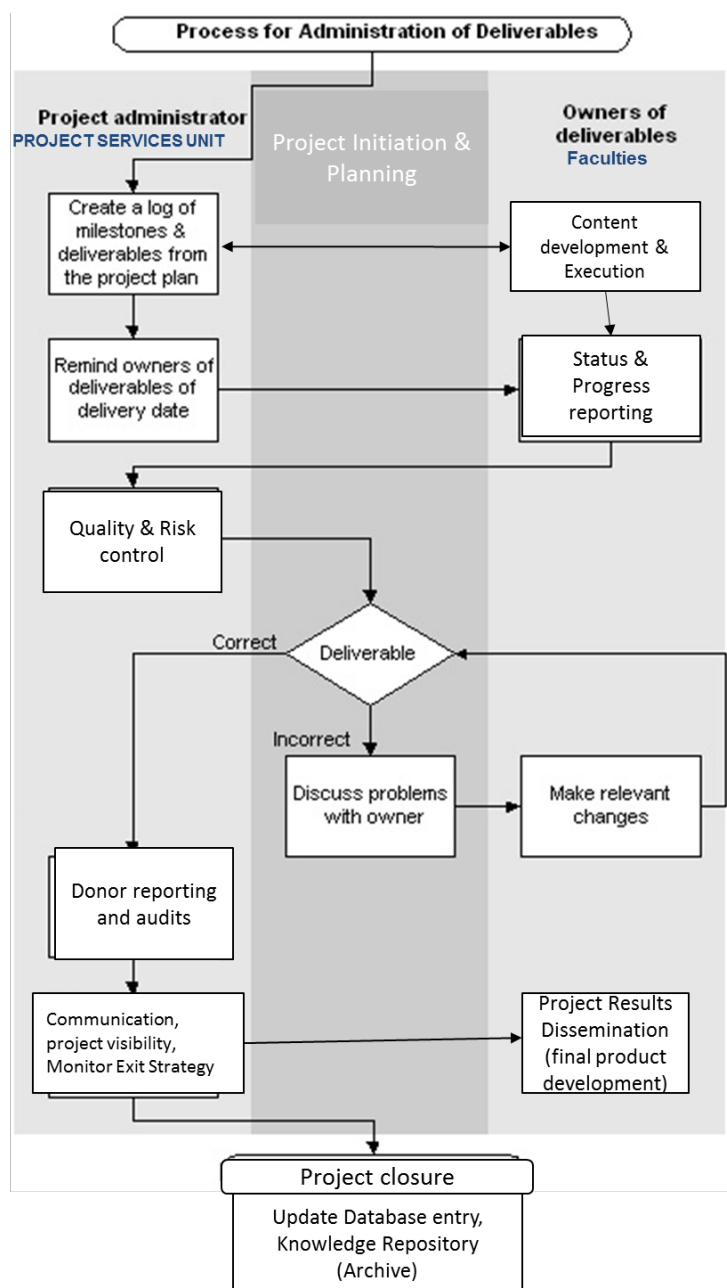 Process for Administration of Deliverables
Project administrator
PROJECT SERVICES UNIT
Project Initiation &
Planning
Owners of
deliverables
Faculties
Create a log of
milestones &
deliverables from
the project plan
Content
development &
Execution
Remind owners of
deliverables of
delivery date
Status &
Progress
reporting
Quality & Risk
control
Deliverable
Correct
Incorrect
Discuss problems
with owner
Make relevant
changes
Donor reporting
and audits
Communication,
project visibility,
Monitor Exit Strategy
Project Results
Dissemination
(final product
development)
Project closure
Update Database entry,
Knowledge Repository
(Archive)